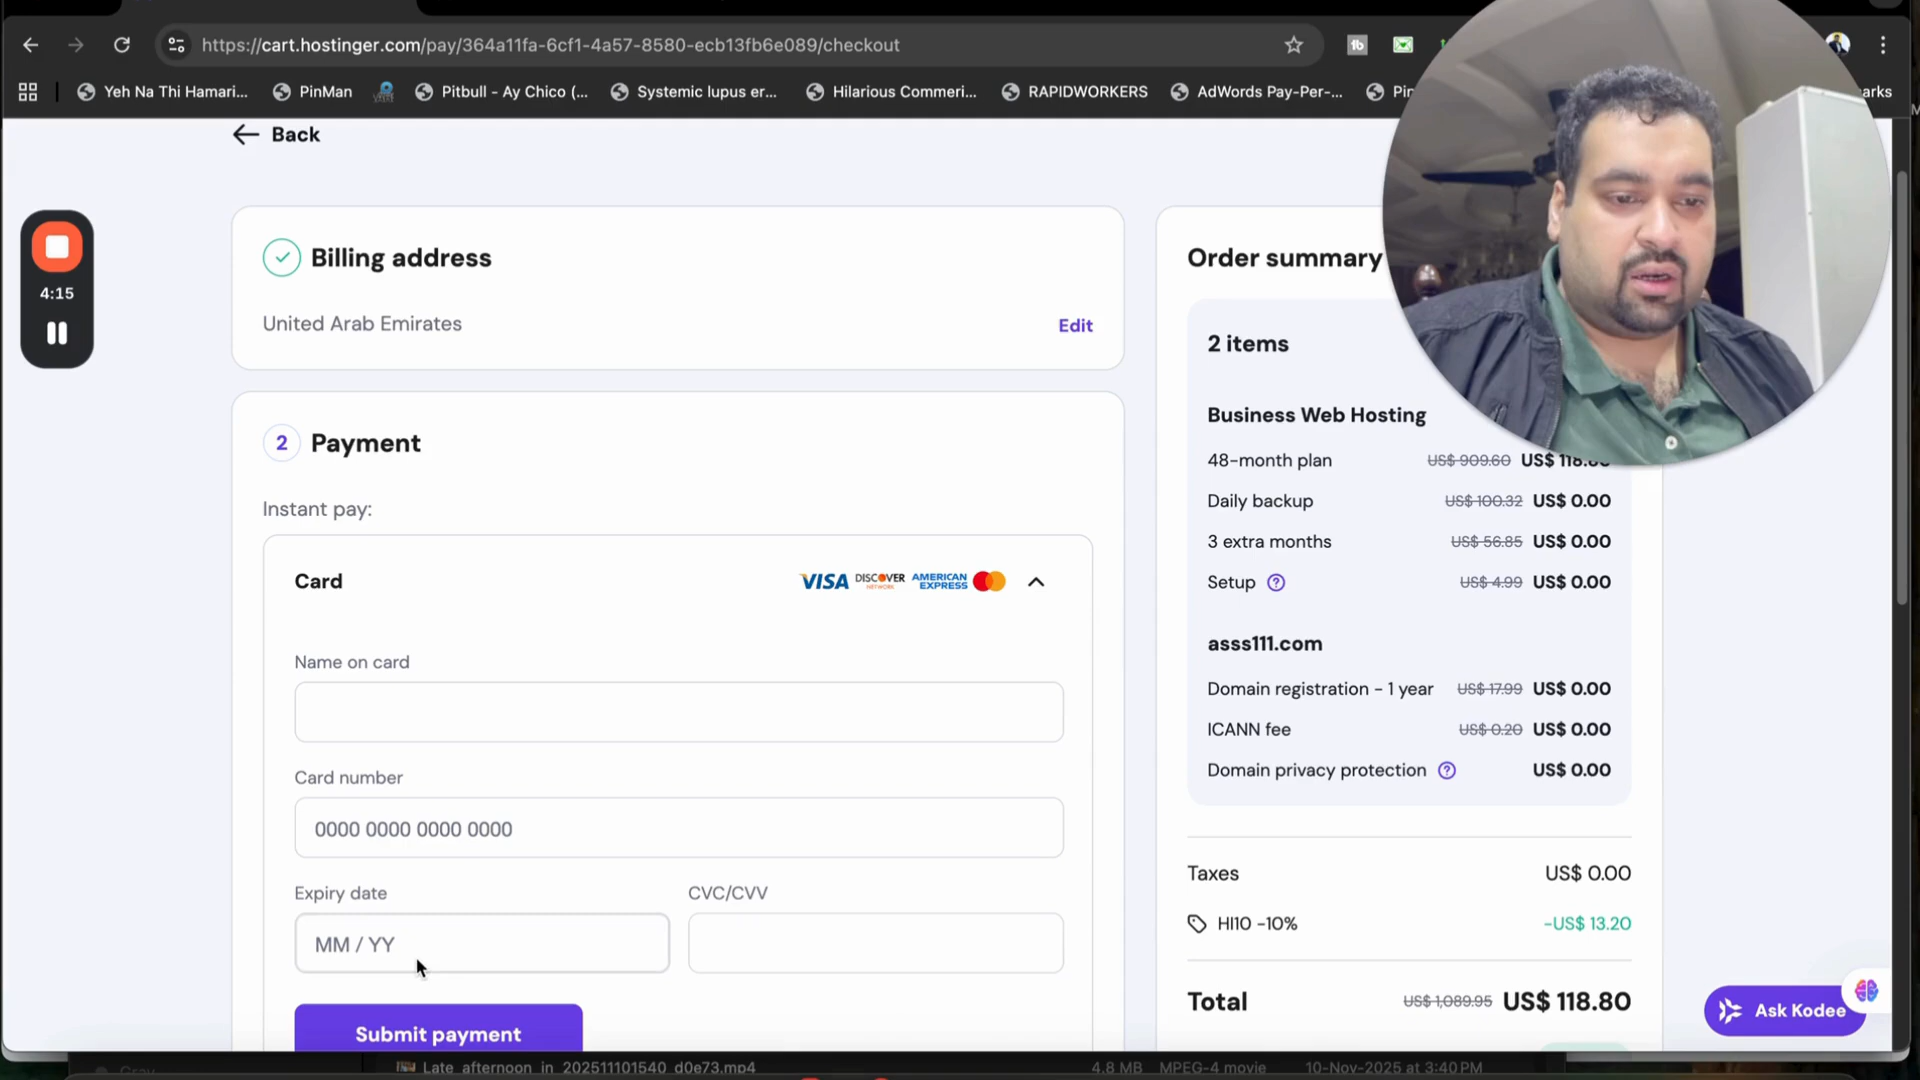 https://cart.hostinger.com/pay/364a11fa-6cf1-4a57-8580-ecb13fb6e089/checkout
Yeh Na Thi Hamari...
PinMan
Pitbull - Ay Chico (...
Systemic lupus er...
Hilarious Commeri...
RAPIDWORKERS
AdWords Pay-Per-...
Back
4:15
Billing address
United Arab Emirates
Edit
2 Payment
Instant pay:
Card
VISA
DISCOVER
NETWORK
AMERICAN
EXPRESS
Name on card
Card number
0000 0000 0000 0000
Expiry date
CVC/CVV
MM / YY
Submit payment
Order summary
2 items
Business Web Hosting
48-month plan US$ 909.60 US$ 118.80
Daily backup US$ 100.32 US$ 0.00
3 extra months US$ 56.85 US$ 0.00
Setup US$ 4.99 US$ 0.00
asss111.com
Domain registration - 1 year US$ 17.99 US$ 0.00
ICANN fee US$ 0.20 US$ 0.00
Domain privacy protection US$ 0.00
Taxes US$ 0.00
HI10 -10% -US$ 13.20
Total US$ 1,089.95 US$ 118.80
Ask Kodee
Late_afternoon_in_202511101540_d0e73.mp4
4.8 MB MPEG-4 movie 10-Nov-2025 at 3:40 PM